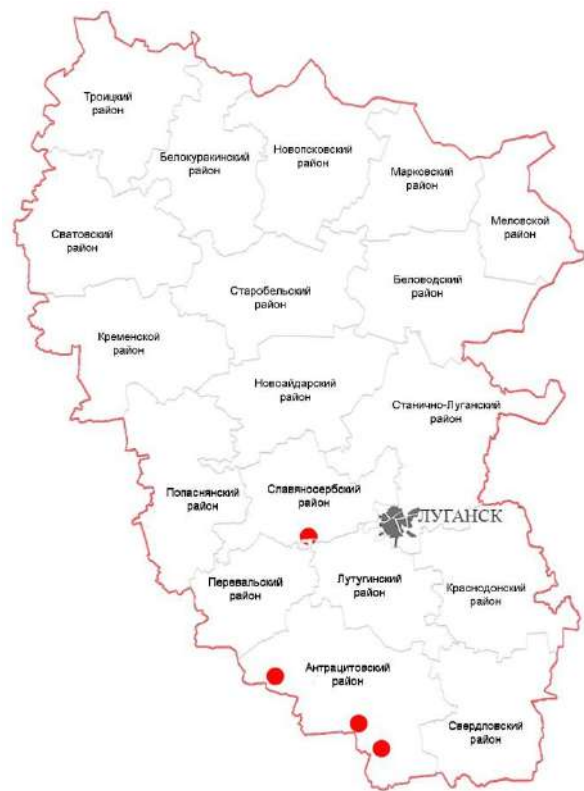 Троицкий
район
Белокуракинский
район
Новопсковский
район
Марковский
район
Меловской
район
Сватовский
район
Старобельский
район
Беловодский
район
Кременской
район
Новоайдарский
район
Станично-Луганский
район
Попаснянский
район
Славяносербский
район
ЛУГАНСК
Перевальский
район
Лутугинский
район
Краснодонский
район
Антрацитовский
район
Свердловский
район